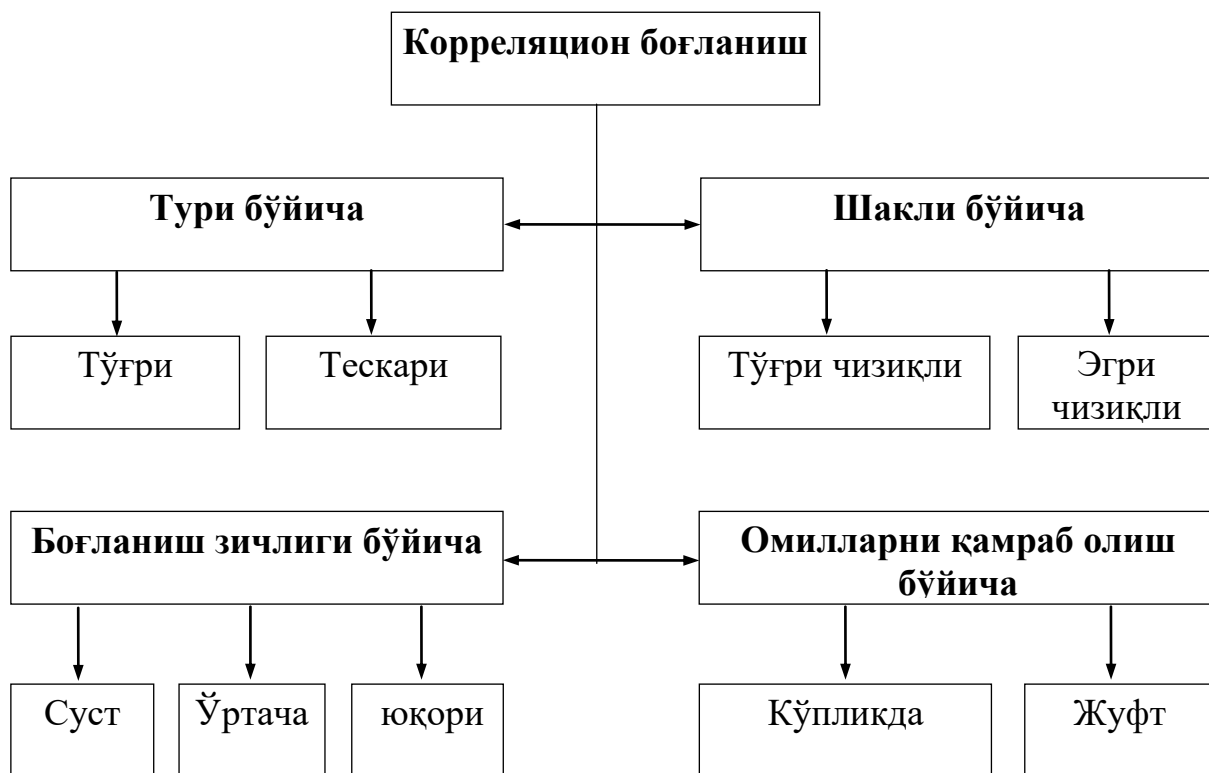 Корреляцион боғланиш
Тури бўйича
Шакли бўйича
Тўғри
Тескари
Тўғри чизиқли
Эгри
чизиқли
Боғланиш зичлиги бўйича
Омилларни қамраб олиш
бўйича
Суст
Ўртача
юқори
Кўпликда
Жуфт